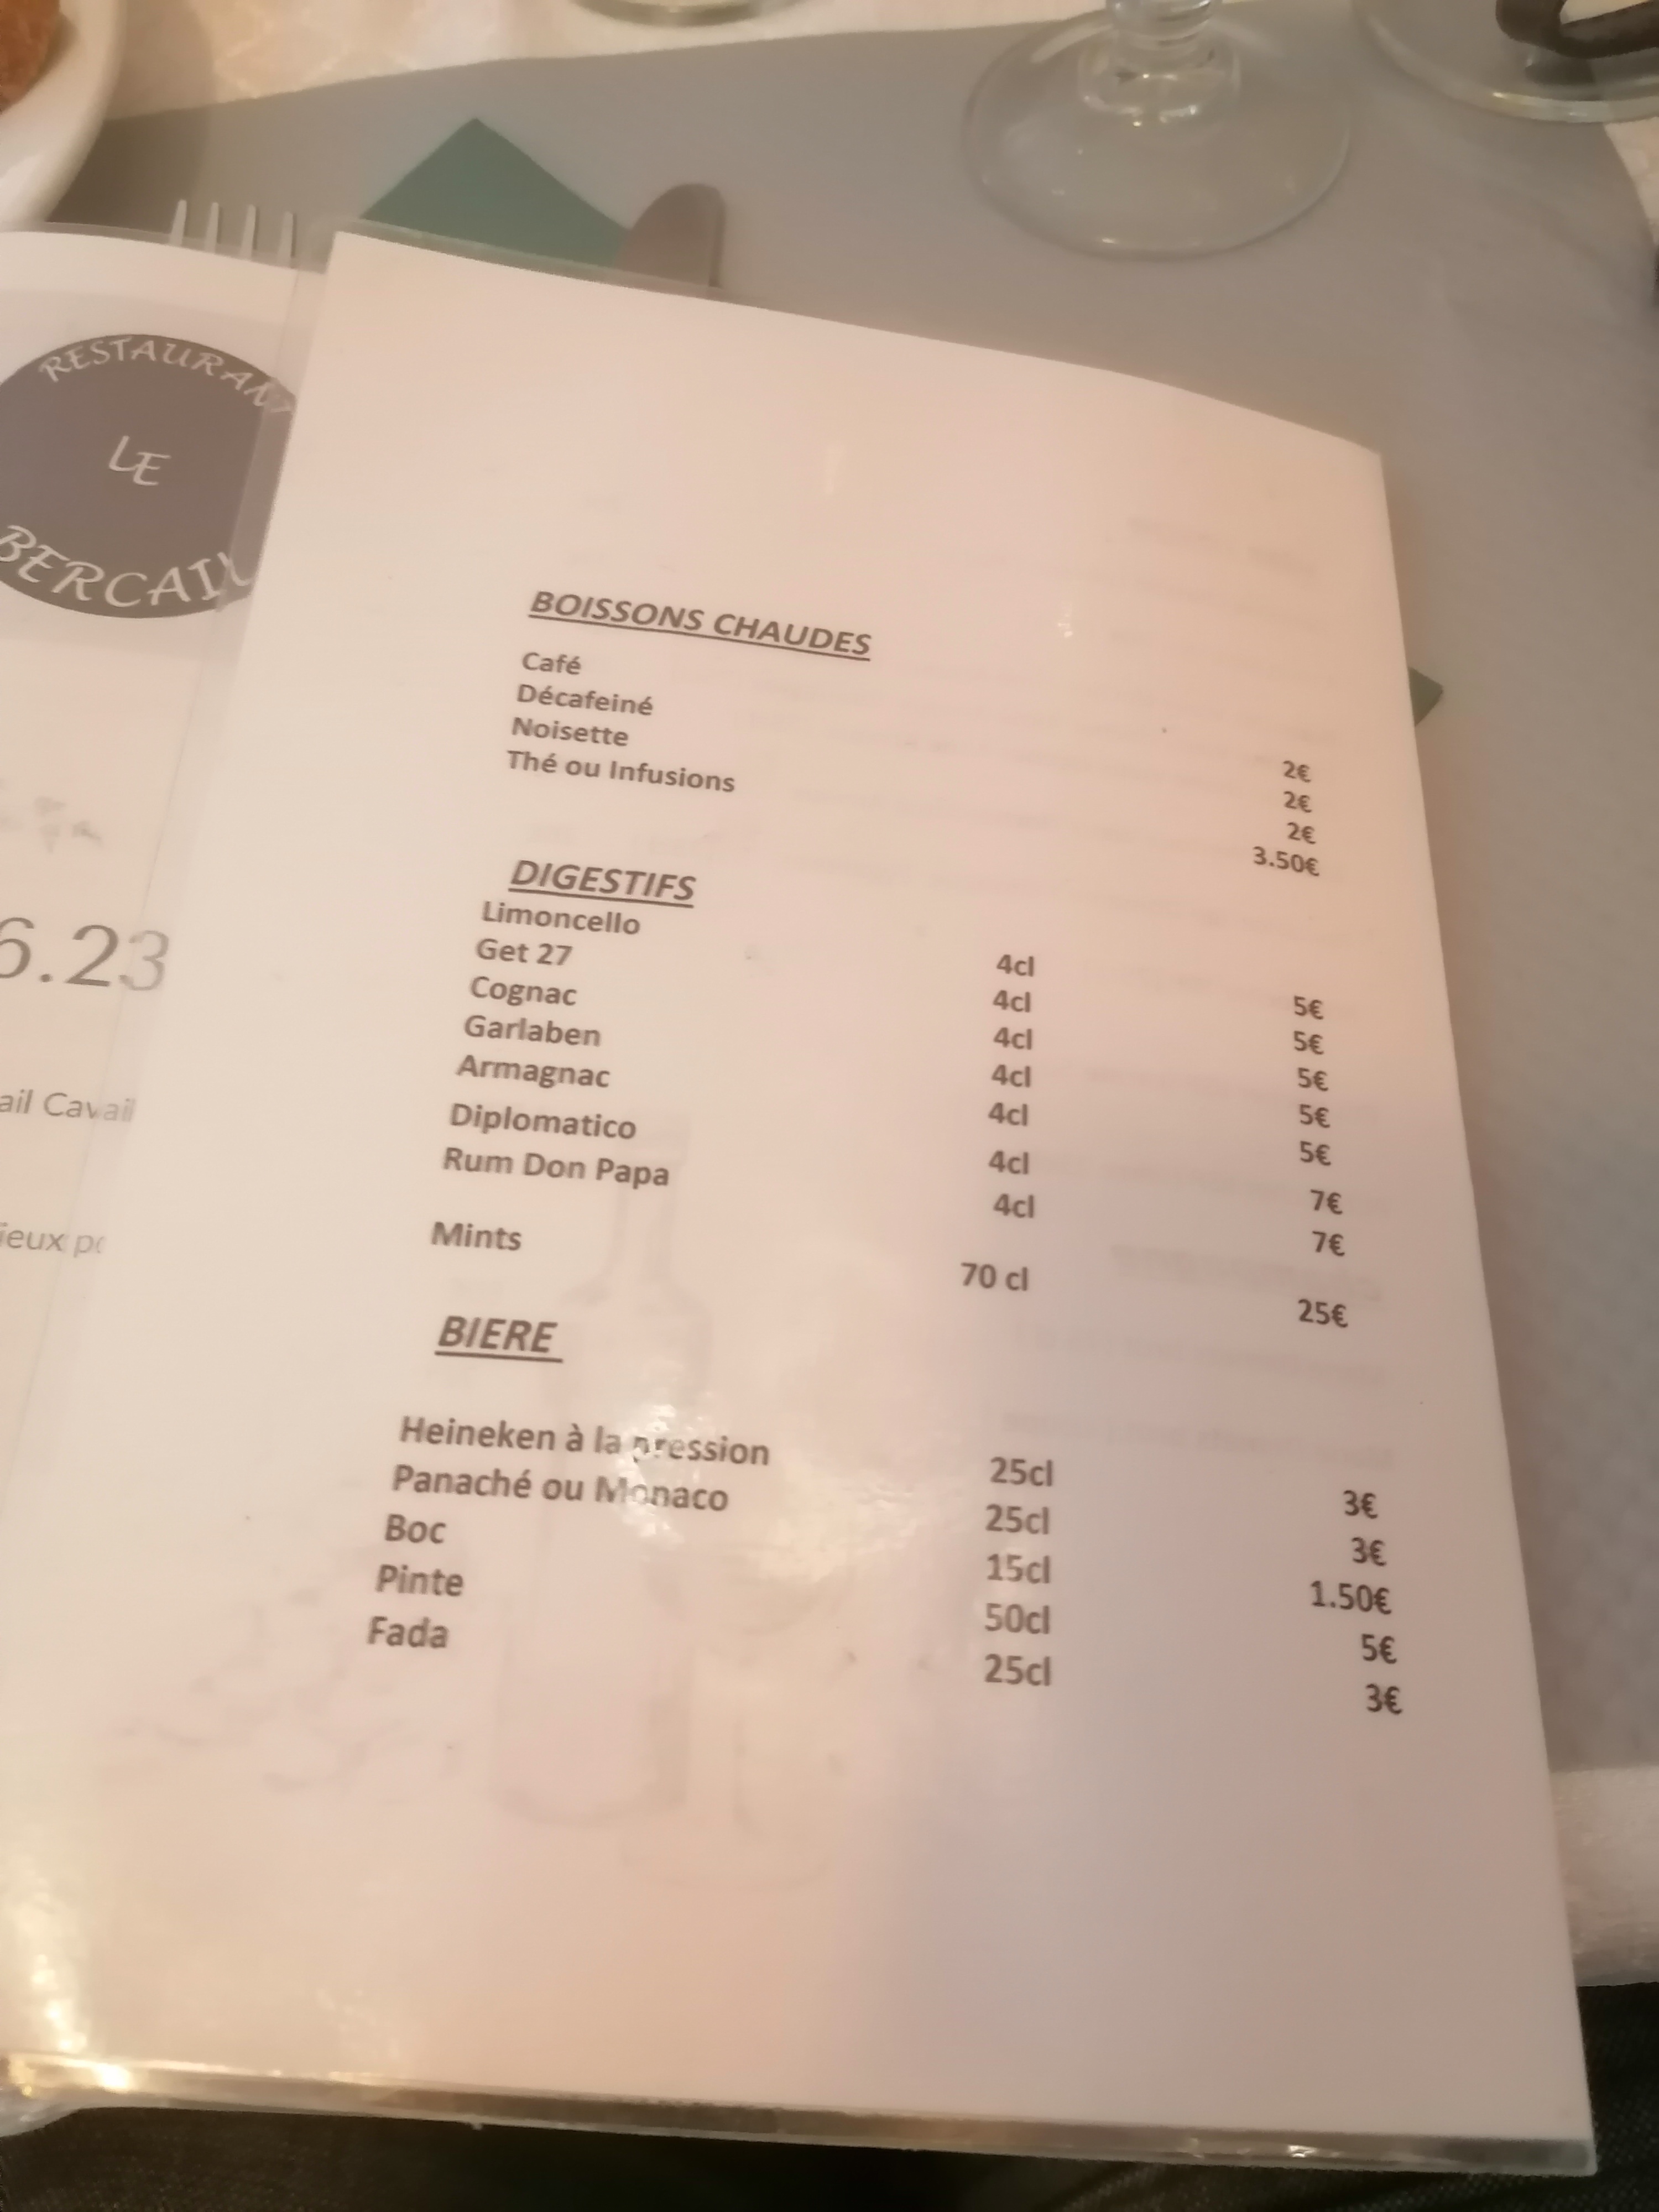 RESTAURANT
LE
BERCAIL
6.23
ail Cavail
ieux
BOISSONS CHAUDES
Café 2€
Décafeiné 2€
Noisette 2€
Thé ou Infusions 3.50€
DIGESTIFS
Limoncello 4cl 5€
Get 27 4cl 5€
Cognac 4cl 5€
Garlaben 4cl 5€
Armagnac 4cl 5€
Diplomatico 4cl 7€
Rum Don Papa 4cl 7€
Mints 70 cl 25€
BIERE
Heineken à la pression 25cl 3€
Panaché ou Monaco 25cl 3€
Boc 15cl 1.50€
Pinte 50cl 5€
Fada 25cl 3€